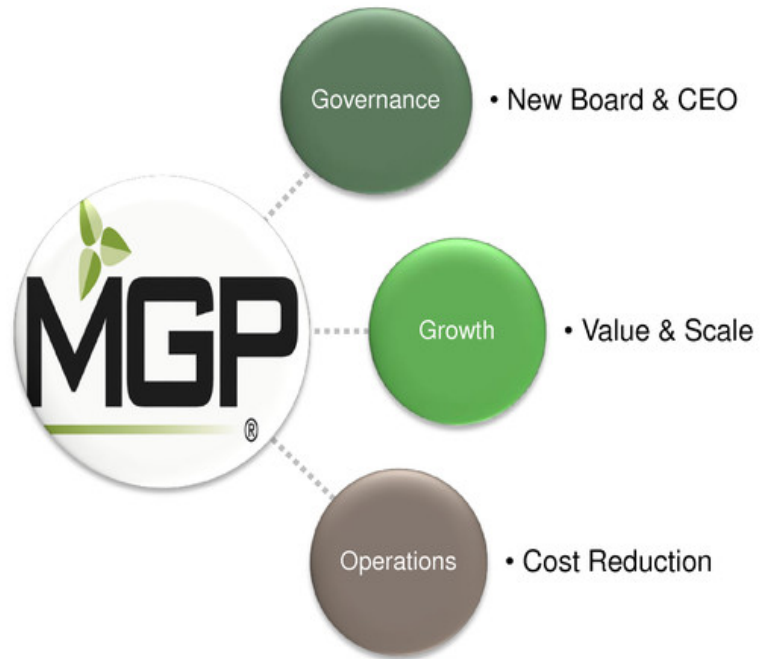 Governance
• New Board & CEO
MGP
®
Growth
• Value & Scale
Operations
• Cost Reduction